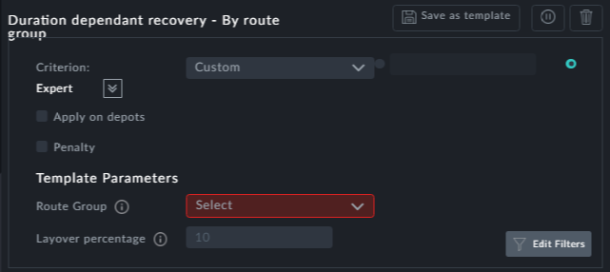 Duration dependant recovery - By route
group
Save as template
Criterion:
Custom
Expert
Apply on depots
Penalty
Template Parameters
Route Group
Select
Layover percentage
10
Edit Filters